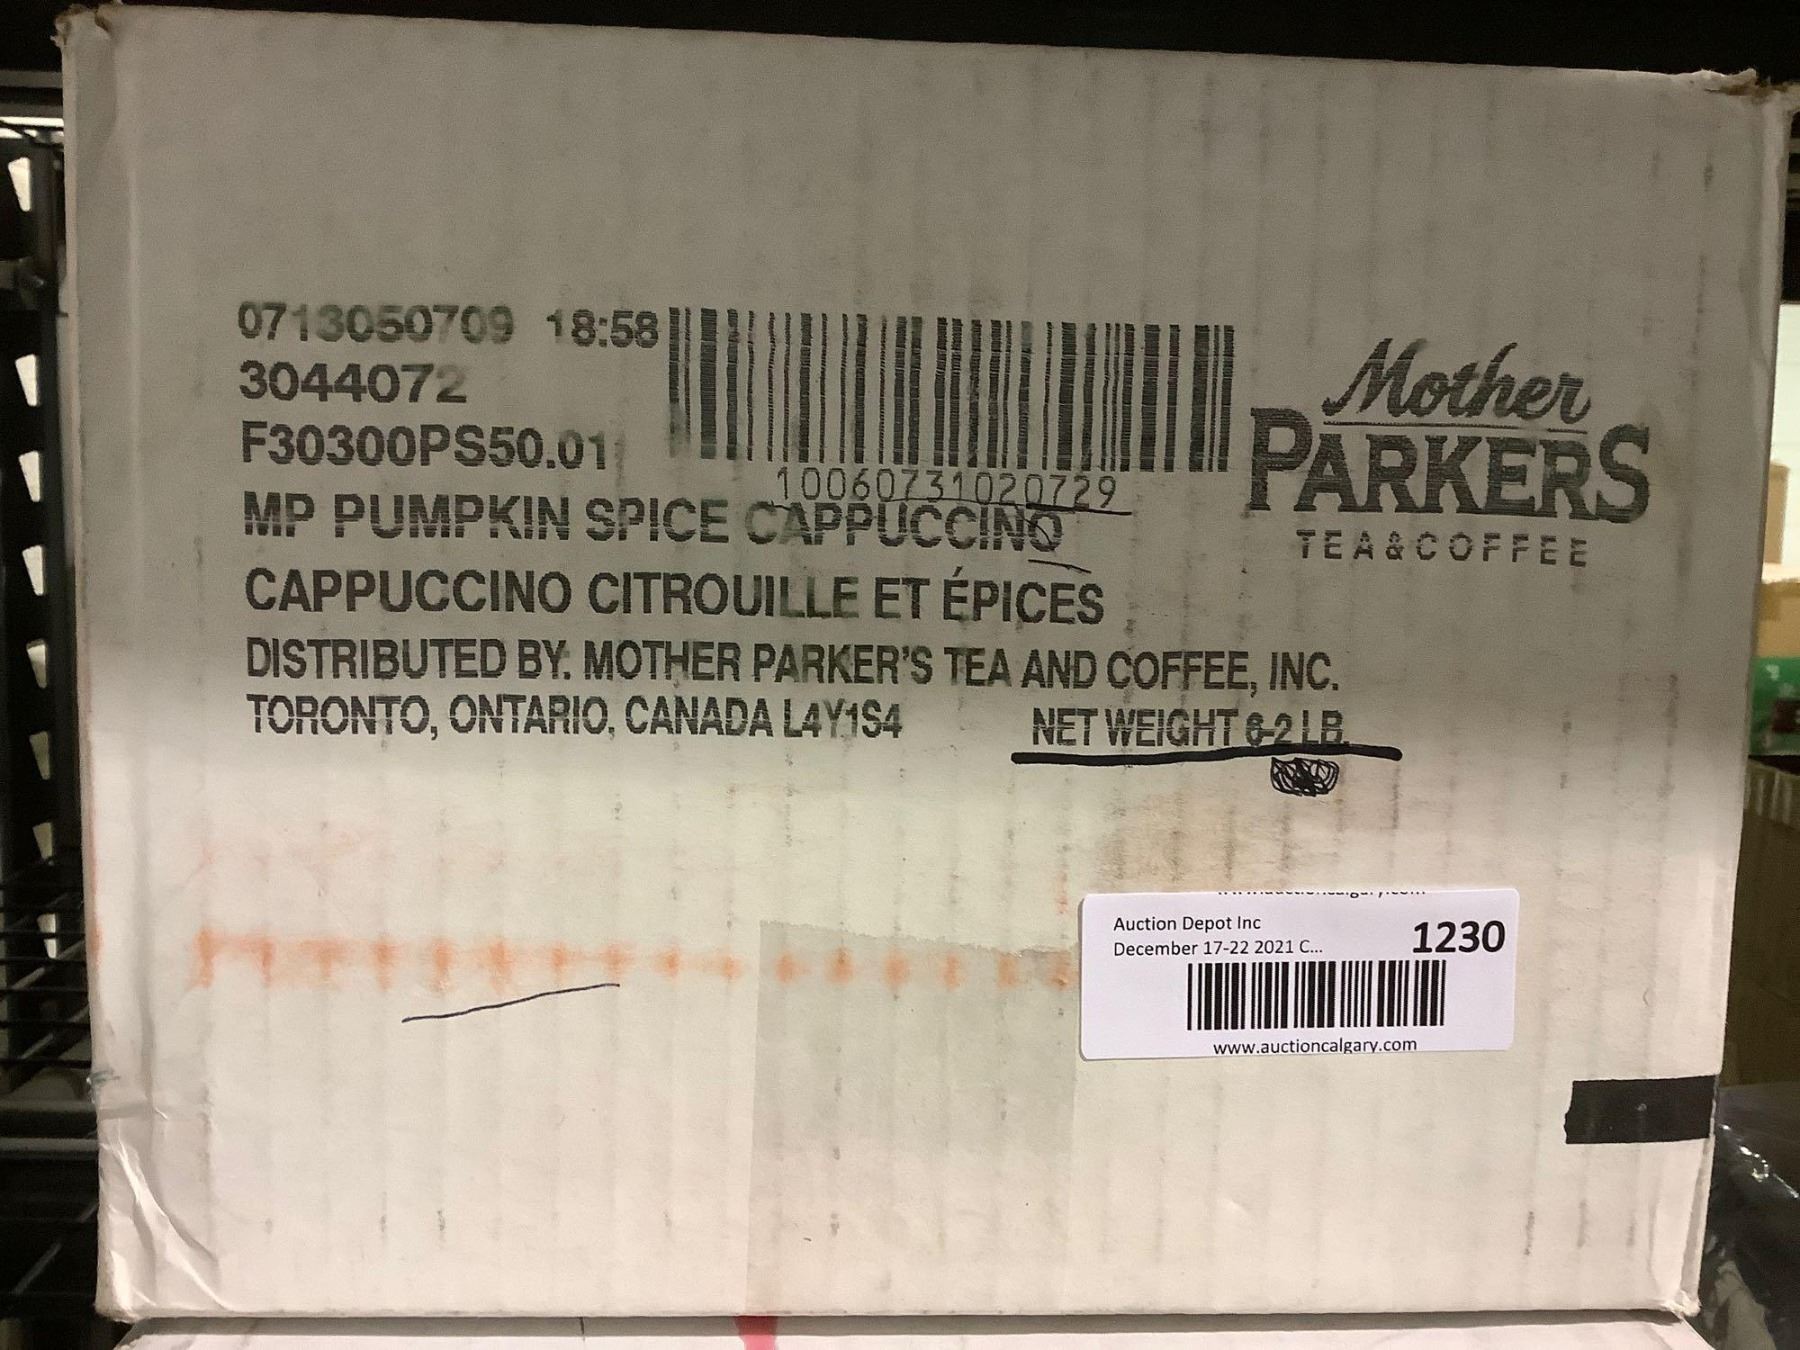 0713050709 18:58
3044072
F30300PS50.01
10060731020729
MP PUMPKIN SPICE CAPPUCCINO
CAPPUCCINO CITROUILLE ET ÉPICES
DISTRIBUTED BY: MOTHER PARKER'S TEA AND COFFEE, INC.
TORONTO, ONTARIO, CANADA L4Y1S4
NET WEIGHT 6-2 LB.
Mother
PARKERS
TEA & COFFEE
Auction Depot Inc
December 17-22 2021 C...
1230
www.auctioncalgary.com